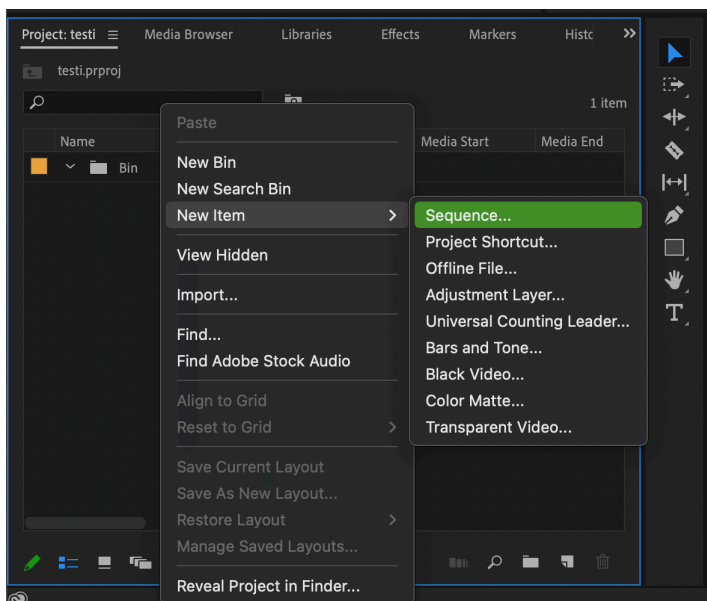 Project: testi Media Browser Libraries Effects Markers Histc
testi.prproj
1 item
Name Media Start Media End
Bin
Paste
New Bin
New Search Bin
New Item
View Hidden
Import...
Find...
Find Adobe Stock Audio
Align to Grid
Reset to Grid
Save Current Layout
Save As New Layout...
Restore Layout
Manage Saved Layouts...
Reveal Project in Finder...
Sequence...
Project Shortcut...
Offline File...
Adjustment Layer...
Universal Counting Leader...
Bars and Tone...
Black Video...
Color Matte...
Transparent Video...